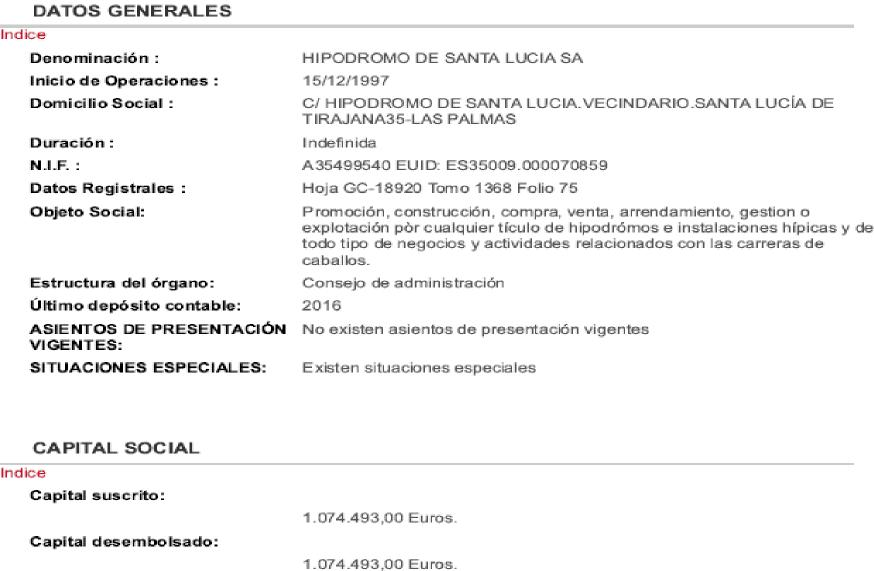 DATOS GENERALES
Indice
Denominación : HIPODROMO DE SANTA LUCIA SA
Inicio de Operaciones : 15/12/1997
Domicilio Social : C/ HIPODROMO DE SANTA LUCIA.VECINDARIO.SANTA LUCÍA DE
TIRAJANA35-LAS PALMAS
Duración : Indefinida
N.I.F. : A35499540 EUID: ES35009.000070859
Datos Registrales : Hoja GC-18920 Tomo 1368 Folio 75
Objeto Social: Promoción, construcción, compra, venta, arrendamiento, gestion o
explotación pòr cualquier tículo de hipodrómos e instalaciones hípicas y de
todo tipo de negocios y actividades relacionados con las carreras de
caballos.
Estructura del órgano: Consejo de administración
Último depósito contable: 2016
ASIENTOS DE PRESENTACIÓN No existen asientos de presentación vigentes
VIGENTES:
SITUACIONES ESPECIALES: Existen situaciones especiales
CAPITAL SOCIAL
Indice
Capital suscrito:
1.074.493,00 Euros.
Capital desembolsado:
1.074.493,00 Euros.